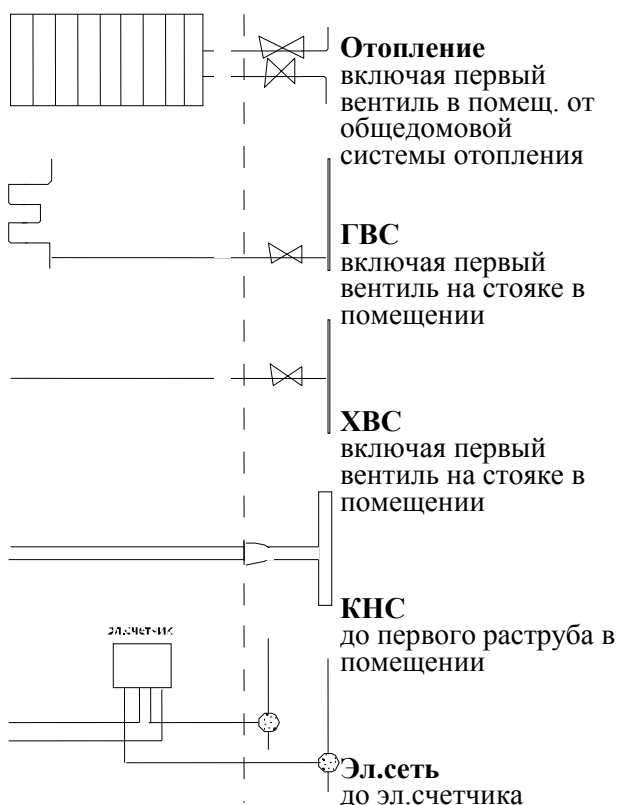 Отопление
включая первый
вентиль в помещ. от
общедомовой
системы отопления
ГВС
включая первый
вентиль на стояке в
помещении
ХВС
включая первый
вентиль на стояке в
помещении
КНС
до первого раструба в
помещении
эл.счетчик
Эл.сеть
до эл.счетчика